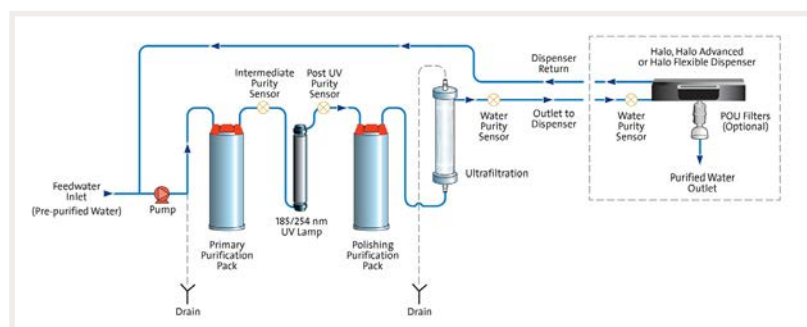 Dispenser
Return
Halo, Halo Advanced
or Halo Flexible Dispenser
Intermediate
Purity
Sensor
Post UV
Purity
Sensor
Water
Purity
Sensor
Outlet to
Dispenser
Water
Purity
Sensor
POU Filters
(Optional)
Ultrafiltration
Purified Water
Outlet
Feedwater
Inlet
(Pre-purified Water)
Pump
185/254 nm
UV Lamp
Primary
Purification
Pack
Polishing
Purification
Pack
Drain
Drain